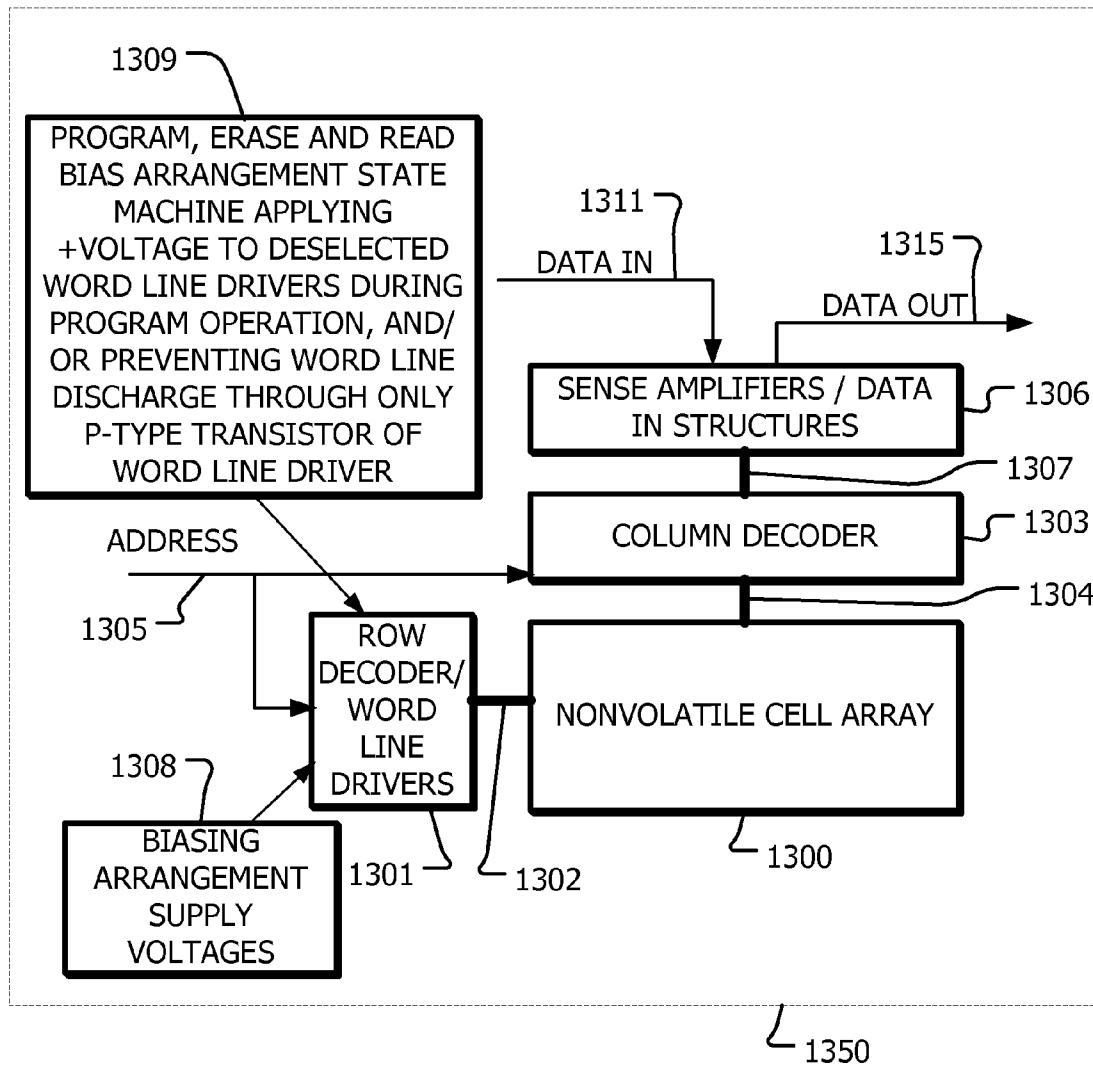 1309
PROGRAM, ERASE AND READ
BIAS ARRANGEMENT STATE
MACHINE APPLYING
+VOLTAGE TO DESELECTED
WORD LINE DRIVERS DURING
PROGRAM OPERATION, AND/
OR PREVENTING WORD LINE
DISCHARGE THROUGH ONLY
P-TYPE TRANSISTOR OF
WORD LINE DRIVER
1311
DATA IN
1315
DATA OUT
SENSE AMPLIFIERS / DATA
IN STRUCTURES
1306
1307
COLUMN DECODER
1303
1304
ADDRESS
1305
ROW
DECODER/
WORD
LINE
DRIVERS
1301
1302
NONVOLATILE CELL ARRAY
1300
1308
BIASING
ARRANGEMENT
SUPPLY
VOLTAGES
1350